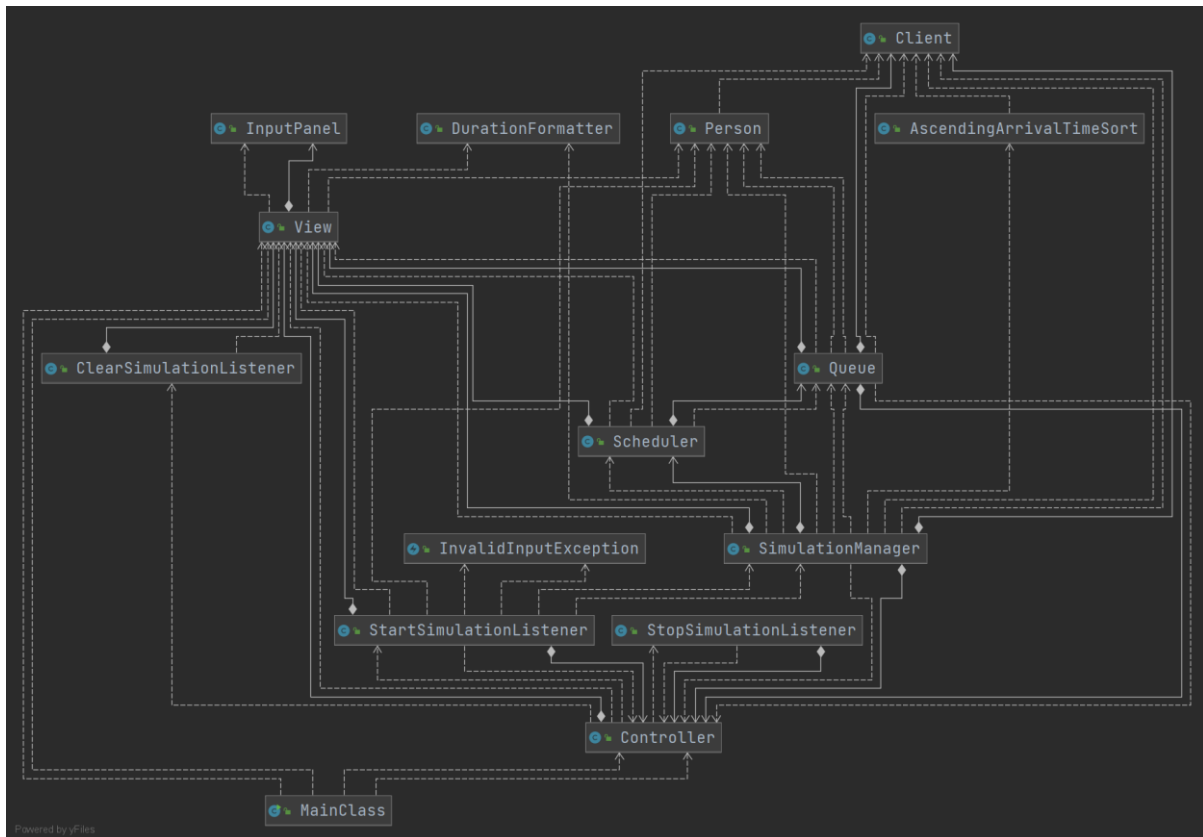 Client
InputPanel
DurationFormatter
Person
AscendingArrivalTimeSort
View
ClearSimulationListener
Queue
Scheduler
InvalidInputException
SimulationManager
StartSimulationListener
StopSimulationListener
Controller
MainClass
Powered by yFiles